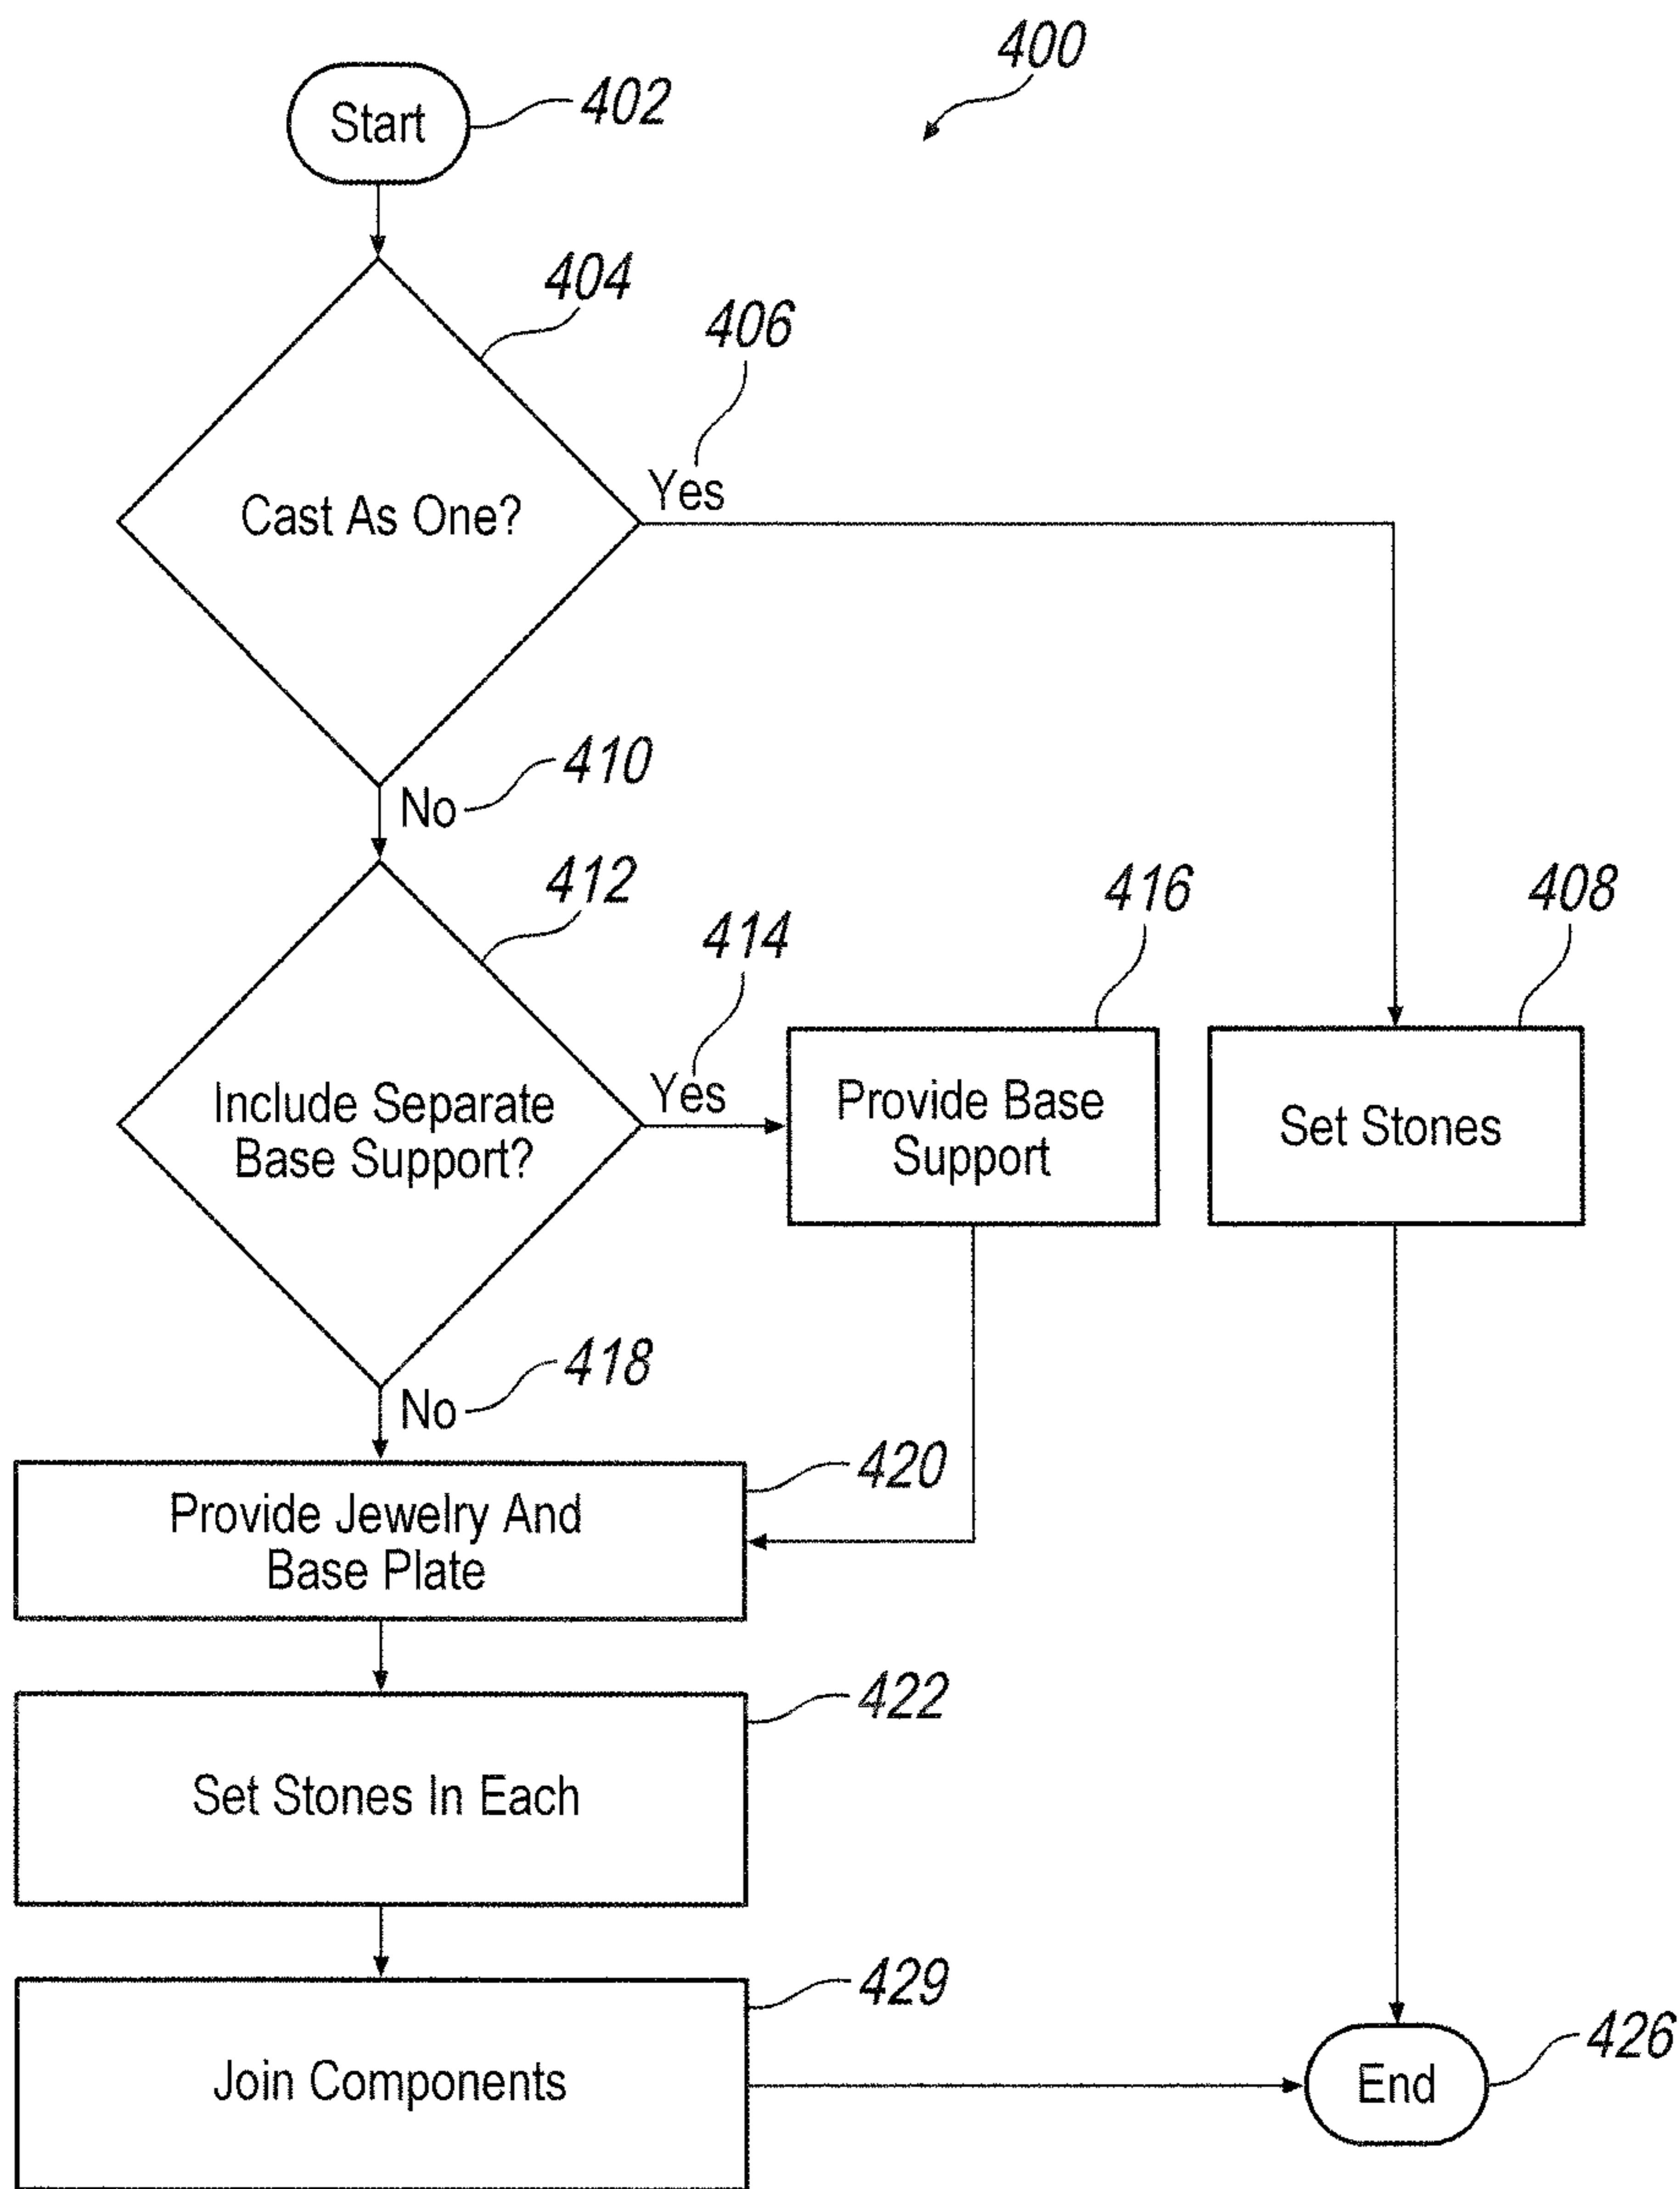 400
Start
402
404
406
Cast As One?
Yes
410
No
412
414
416
408
Include Separate
Base Support?
Yes
Provide Base
Support
Set Stones
418
No
420
Provide Jewelry And
Base Plate
422
Set Stones In Each
429
Join Components
End
426